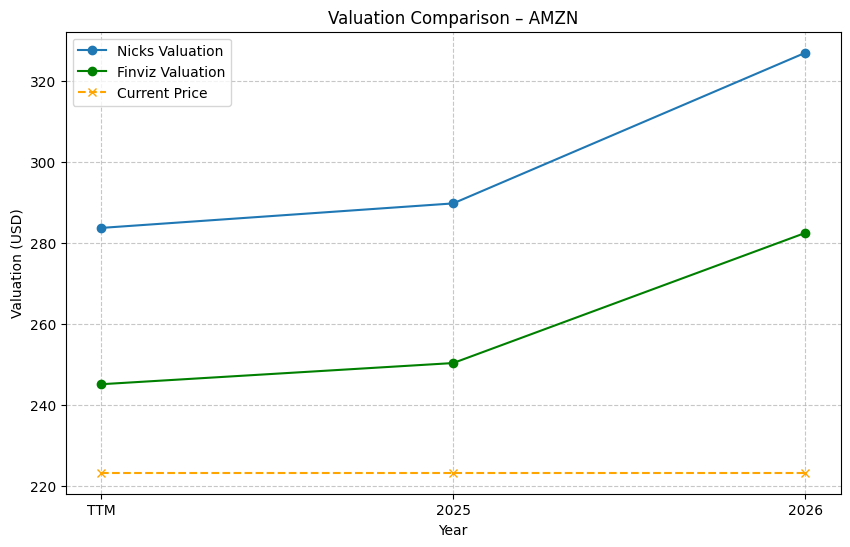 Valuation Comparison – AMZN
Nicks Valuation
Finviz Valuation
Current Price
Valuation (USD)
320
300
280
260
240
220
TTM
2025
2026
Year